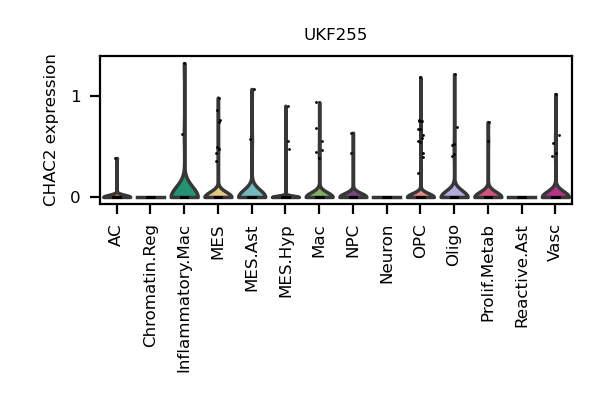 UKF255
CHAC2 expression
1
0
AC
Chromatin.Reg
Inflammatory.Mac
MES
MES.Ast
MES.Hyp
Mac
NPC
Neuron
OPC
Oligo
Prolif.Metab
Reactive.Ast
Vasc